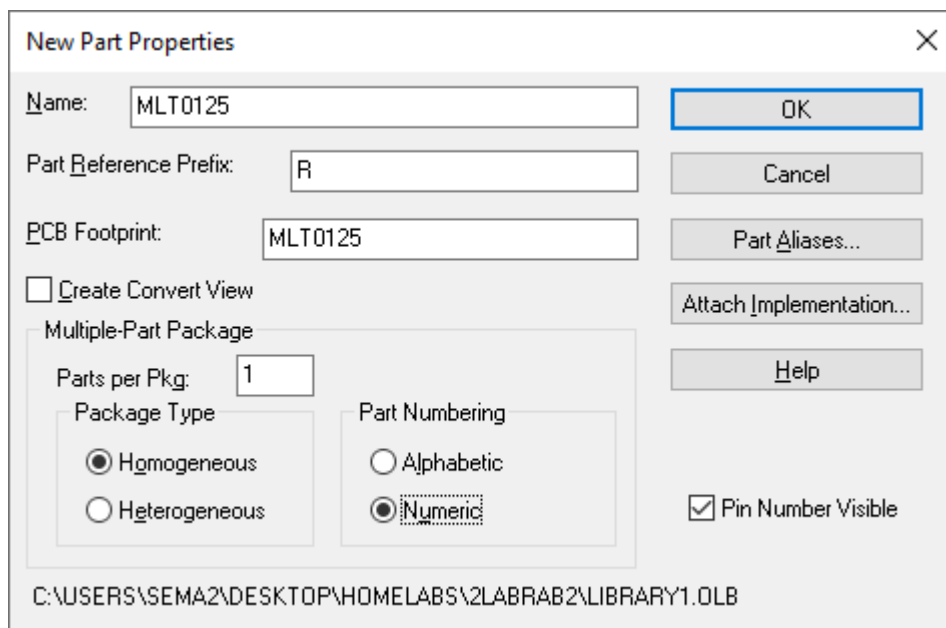 New Part Properties
Name: MLT0125
OK
Part Reference Prefix: R
Cancel
PCB Footprint: MLT0125
Part Aliases...
Create Convert View
Attach Implementation...
Multiple-Part Package
Parts per Pkg: 1
Help
Package Type
Part Numbering
Homogeneous
Alphabetic
Heterogeneous
Numeric
Pin Number Visible
C:\USERS\SEMA2\DESKTOP\HOMELABS\2LABRAB2\LIBRARY1.OLB